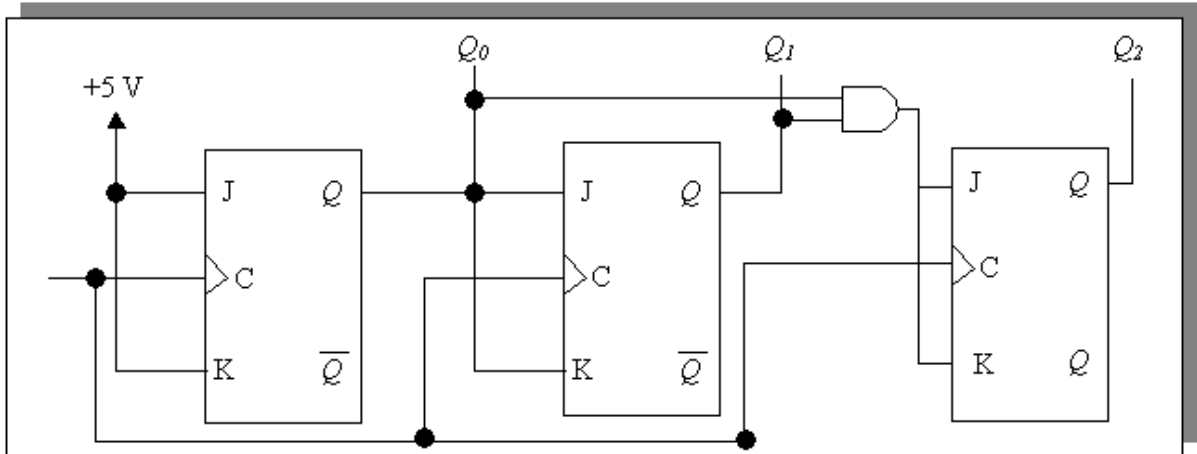 Q0 Q1 Q2
+5 V
J Q J Q J Q
C C C
K Q̅ K Q̅ K Q